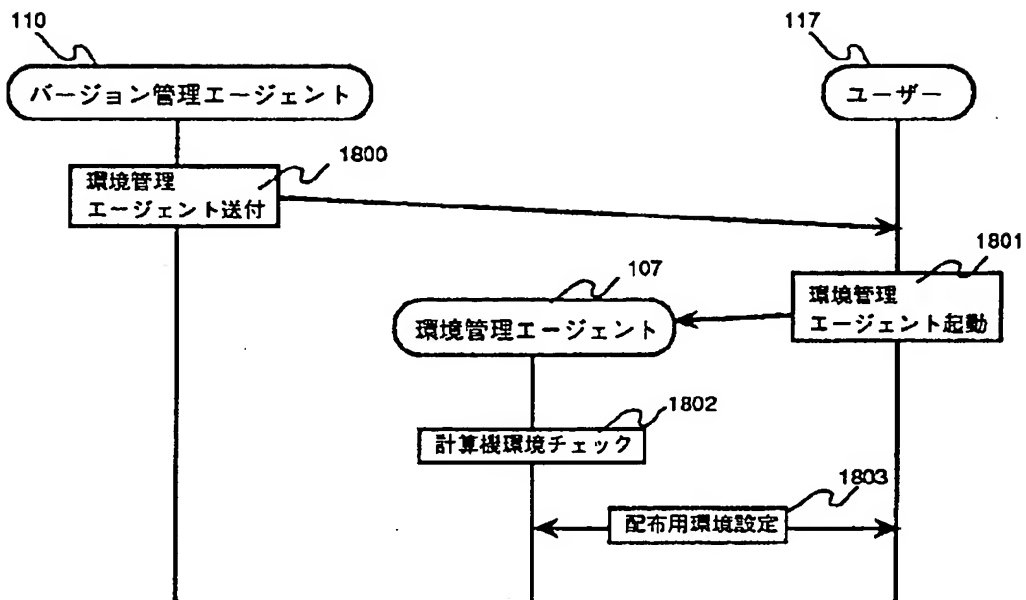 110
117
バージョン管理エージェント
ユーザー
1800
環境管理
エージェント送付
1801
107
環境管理
エージェント起動
環境管理エージェント
1802
計算機環境チェック
1803
配布用環境設定